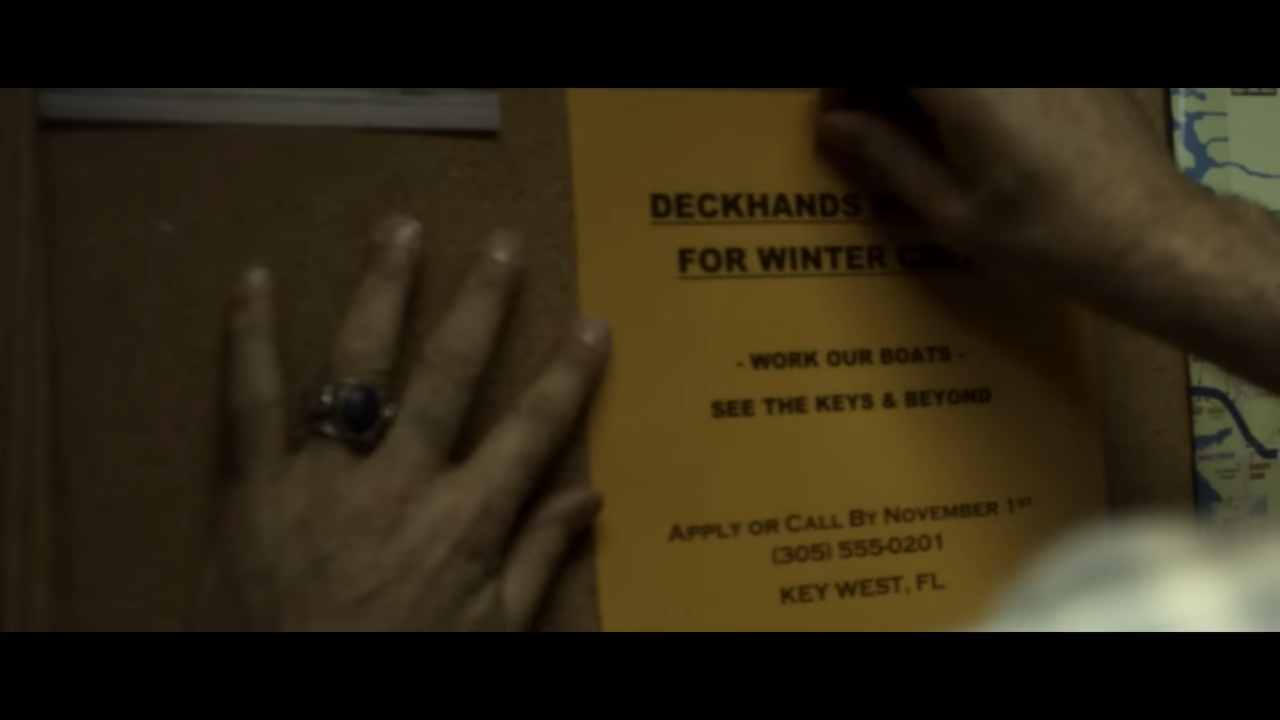 DECKHANDS
FOR WINTER
- WORK OUR BOATS -
SEE THE KEYS & BEYOND
APPLY OR CALL BY NOVEMBER 1ST
(305) 555-0201
KEY WEST, FL